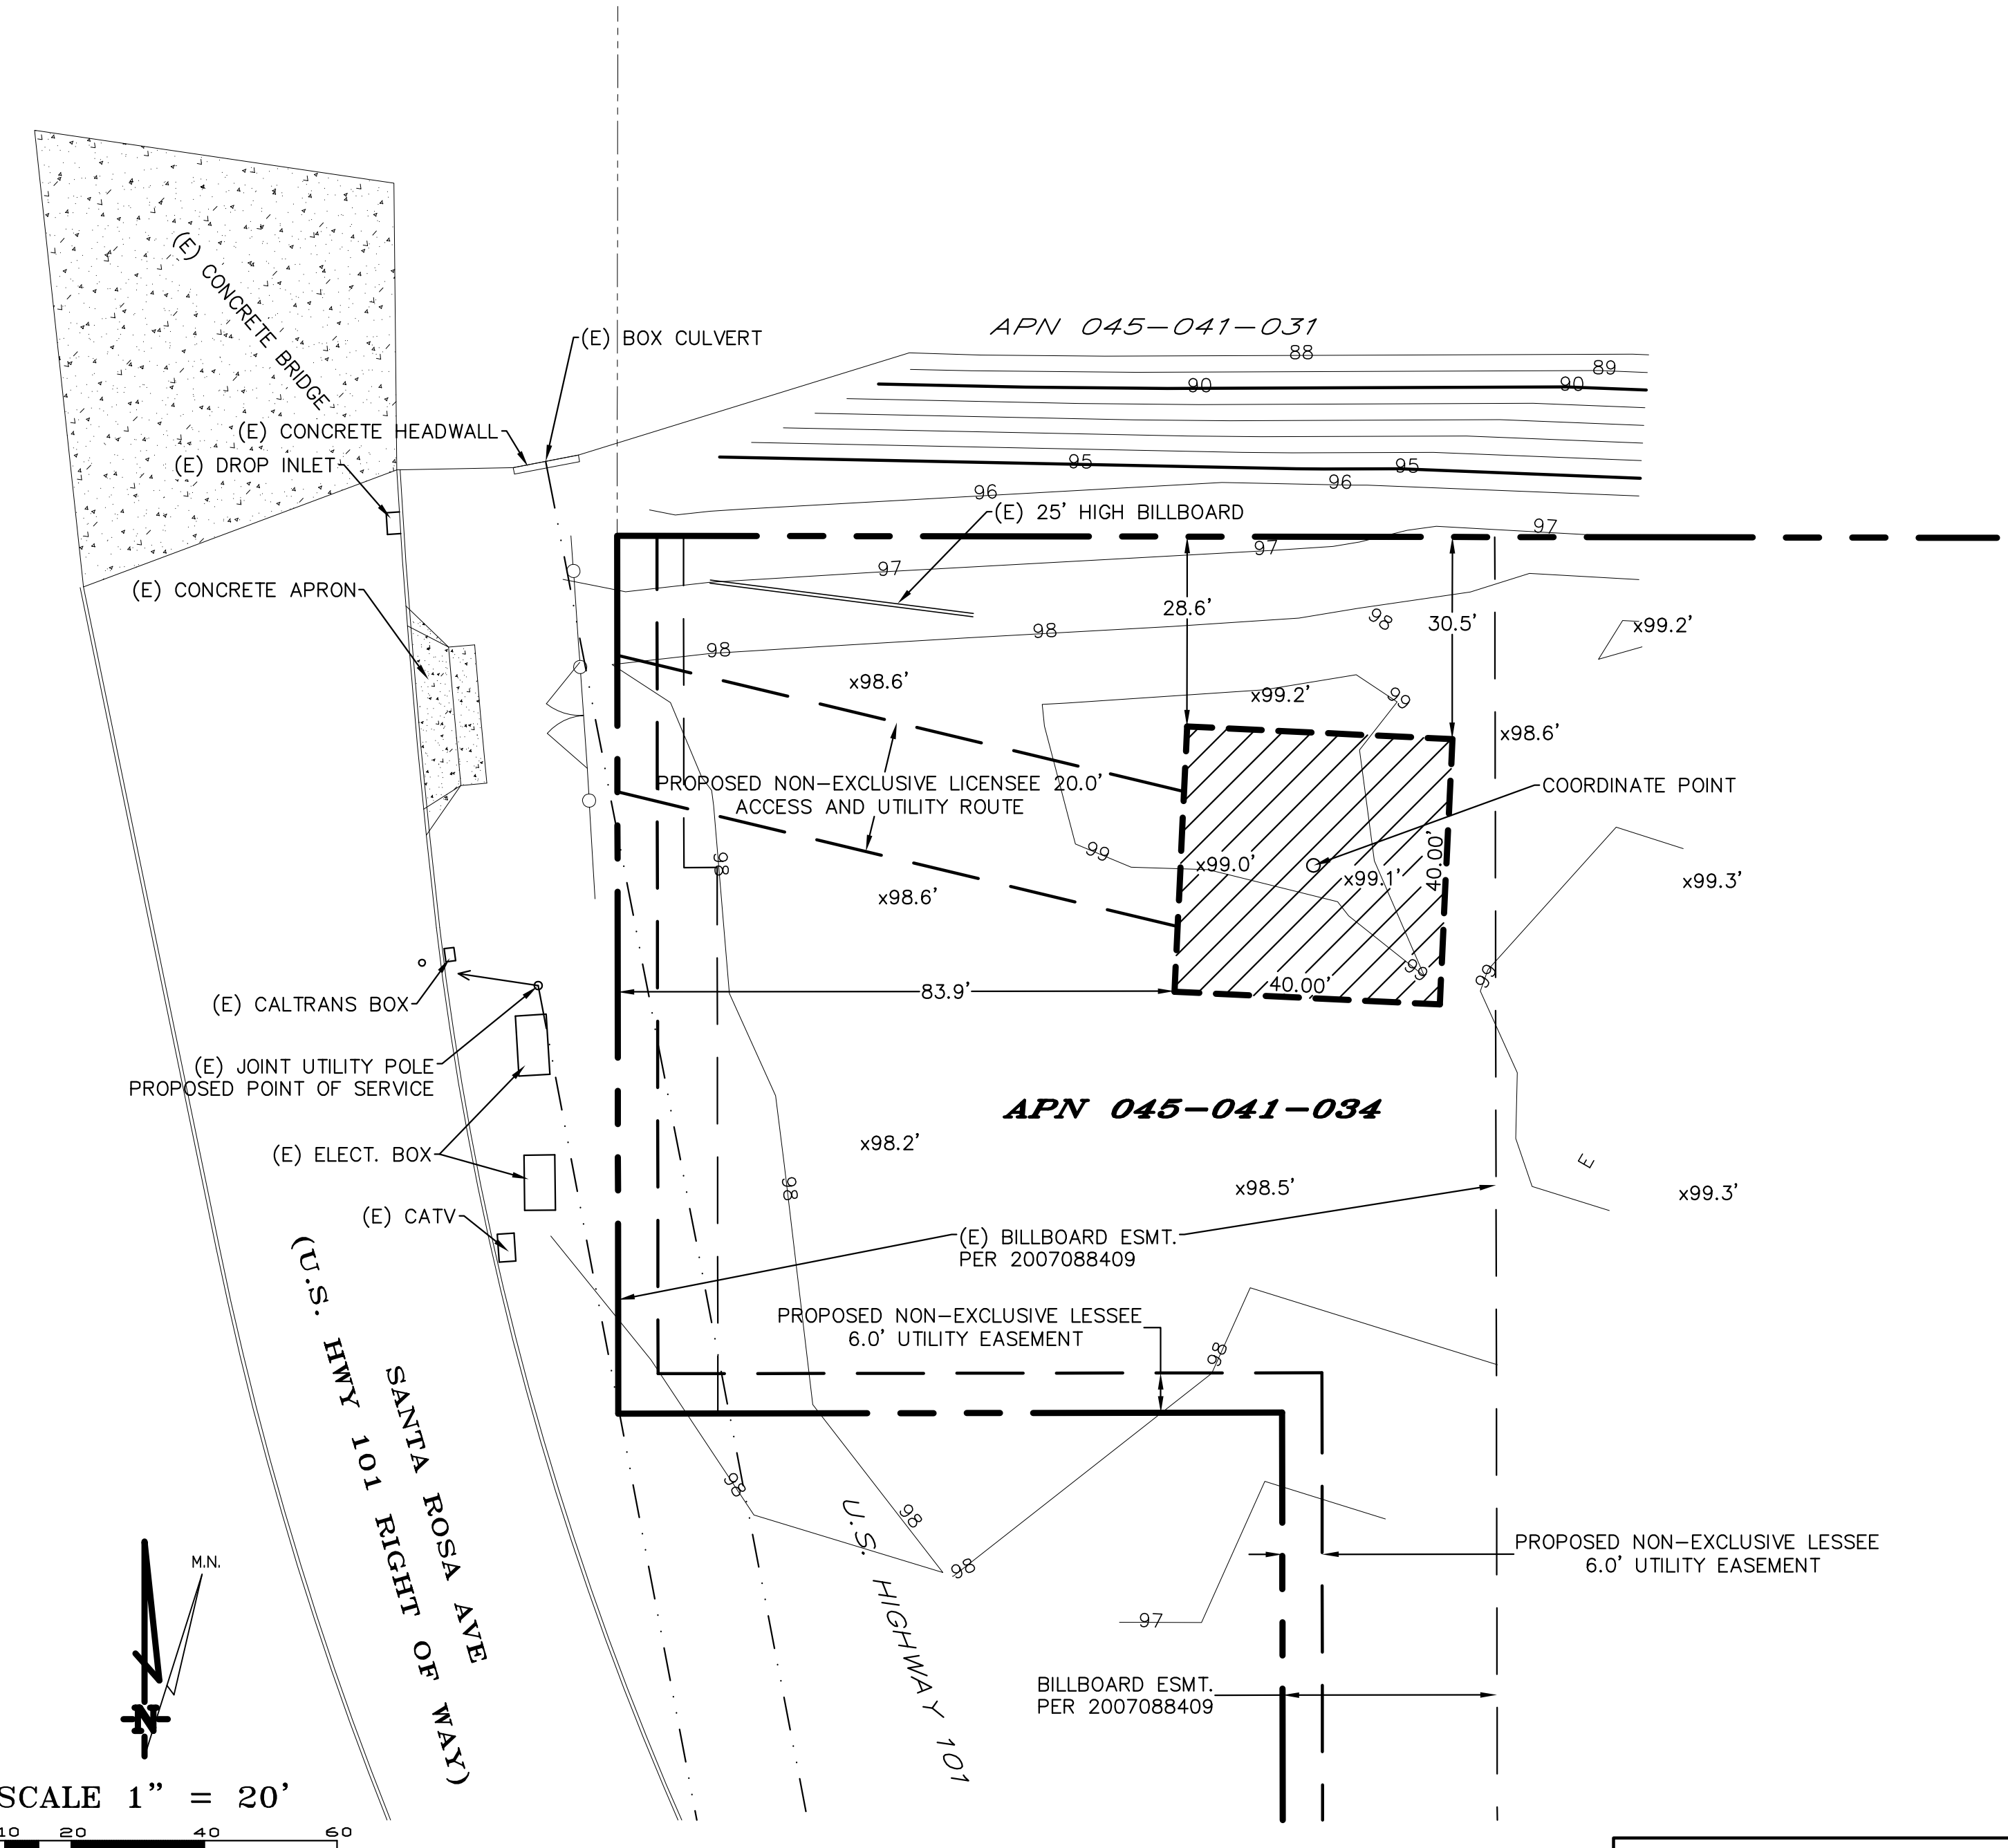 APN 045-041-031
88
89
90
90
(E) BOX CULVERT
(E) CONCRETE BRIDGE
(E) CONCRETE HEADWALL
(E) DROP INLET
95
95
96
96
(E) 25' HIGH BILLBOARD
97
97
97
(E) CONCRETE APRON
28.6'
30.5'
98
98
98
x99.2'
x98.6'
x99.2'
99
x98.6'
PROPOSED NON-EXCLUSIVE LICENSEE 20.0'
ACCESS AND UTILITY ROUTE
COORDINATE POINT
98
99
x99.0'
x99.1'
40.00'
x99.3'
x98.6'
99
99
40.00'
83.9'
(E) CALTRANS BOX
(E) JOINT UTILITY POLE
PROPOSED POINT OF SERVICE
APN 045-041-034
(E) ELECT. BOX
x98.2'
E
98
x98.5'
x99.3'
(E) CATV
(E) BILLBOARD ESMT.
PER 2007088409
PROPOSED NON-EXCLUSIVE LESSEE
6.0' UTILITY EASEMENT
98
SANTA ROSA AVE
(U.S. HWY 101 RIGHT OF WAY)
98
98
98
U.S. HIGHWAY 101
PROPOSED NON-EXCLUSIVE LESSEE
6.0' UTILITY EASEMENT
97
BILLBOARD ESMT.
PER 2007088409
M.N.
N
SCALE 1" = 20'
10 20 40 60